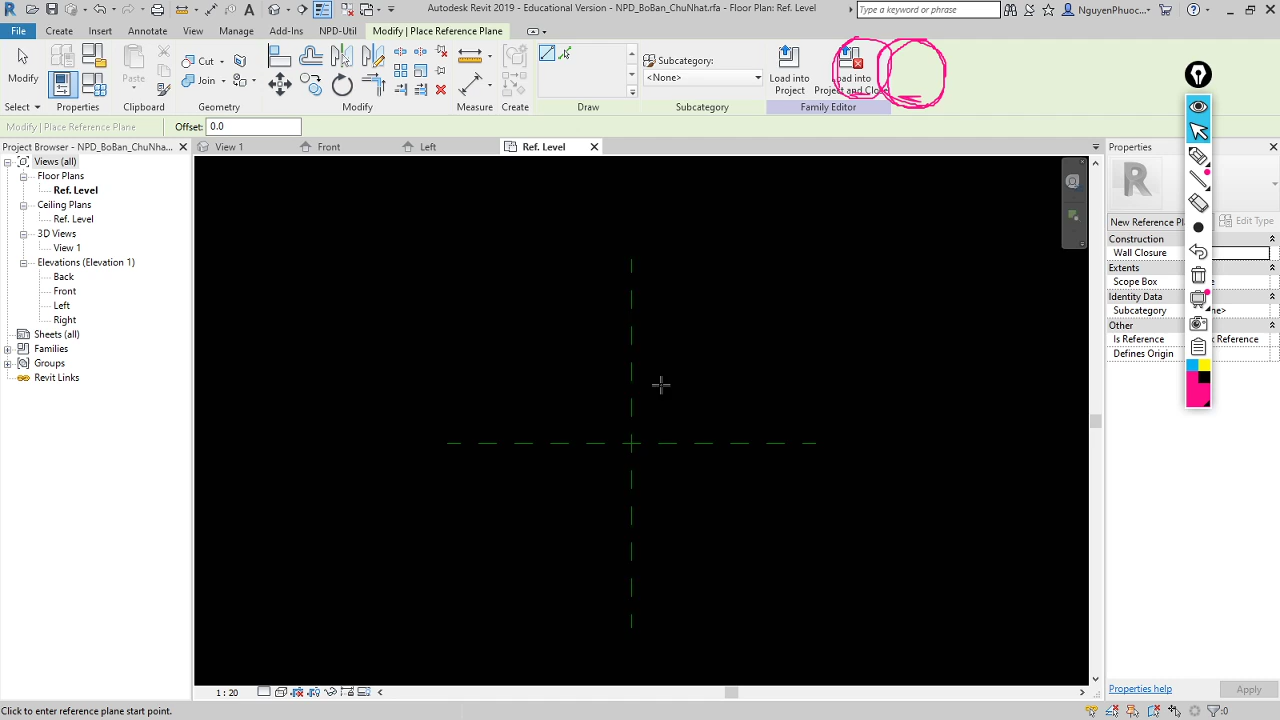 Autodesk Revit 2019 - Educational Version - NPD_BoBan_ChuNha... - Floor Plan: Ref. Level
Type a keyword or phrase
NguyenPhuoc...
File Create Insert Annotate View Manage Add-Ins NPD-Util Modify | Place Reference Plane
Modify
Paste
Cut
Join
Subcategory:
<None>
Load into
Project
Load into
Project and Close
Select Properties Clipboard Geometry Modify Measure Create Draw Subcategory Family Editor
Modify | Place Reference Plane Offset: 0.0
Project Browser - NPD_BoBan_ChuNha...
View 1 Front Left Ref. Level
Properties
Views (all)
Floor Plans
Ref. Level
Ceiling Plans
Ref. Level
3D Views
View 1
Elevations (Elevation 1)
Back
Front
Left
Right
Sheets (all)
Families
Groups
Revit Links
R
New Reference Pl Edit Type
Construction
Wall Closure
Extents
Scope Box
Identity Data
Subcategory
Other
Is Reference Reference
Defines Origin
1 : 20
Properties help Apply
Click to enter reference plane start point.
:0